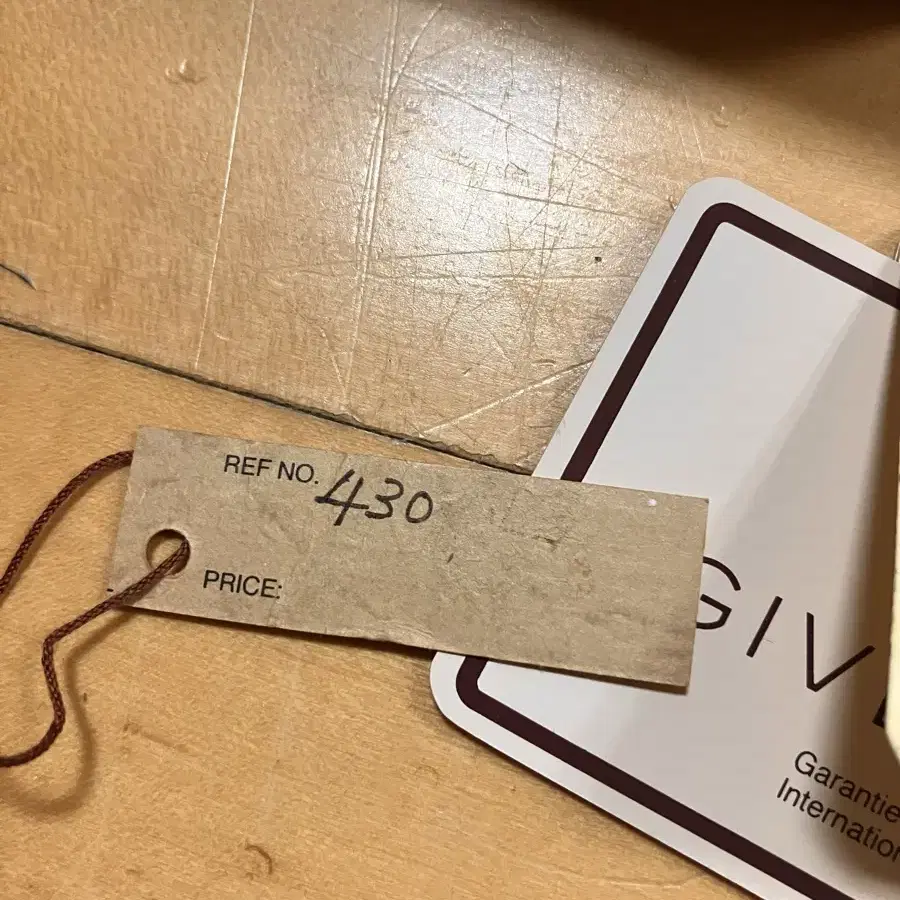 REF NO. 430
PRICE:
GIV
Garantie
Internation